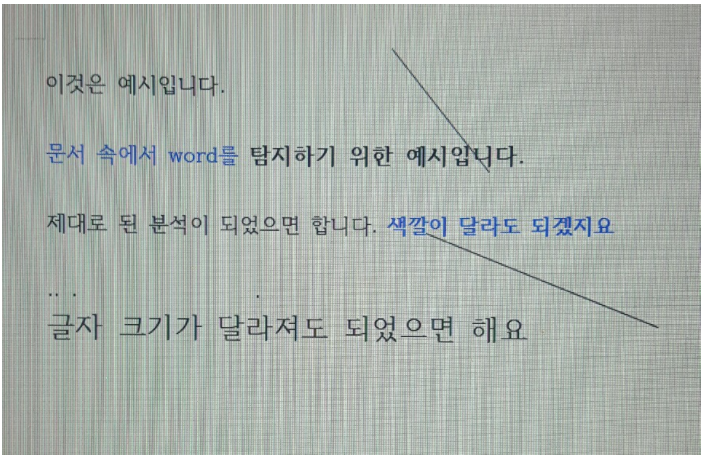 이것은 예시입니다.
문서 속에서 word를 탐지하기 위한 예시입니다.
제대로 된 분석이 되었으면 합니다. 색깔이 달라도 되겠지요
.. . .
글자 크기가 달라져도 되었으면 해요